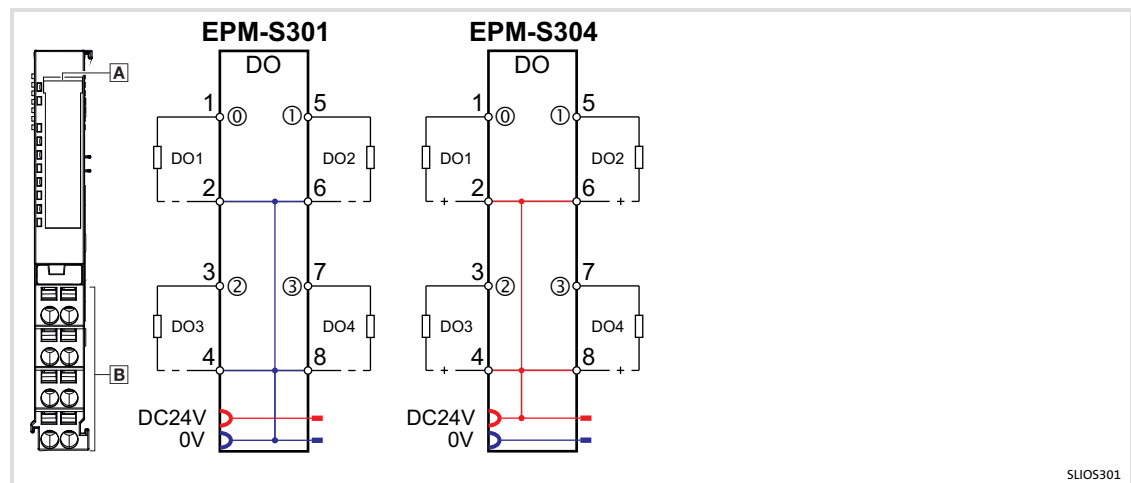 EPM-S301 EPM-S304
A
B
DO
1 5
⓪ ①
DO1 DO2
2 6
3 7
② ③
DO3 DO4
4 8
DC24V
0V
DO
1 5
⓪ ①
DO1 DO2
2 6
+ +
3 7
② ③
DO3 DO4
4 8
+ +
DC24V
0V
SLIOS301